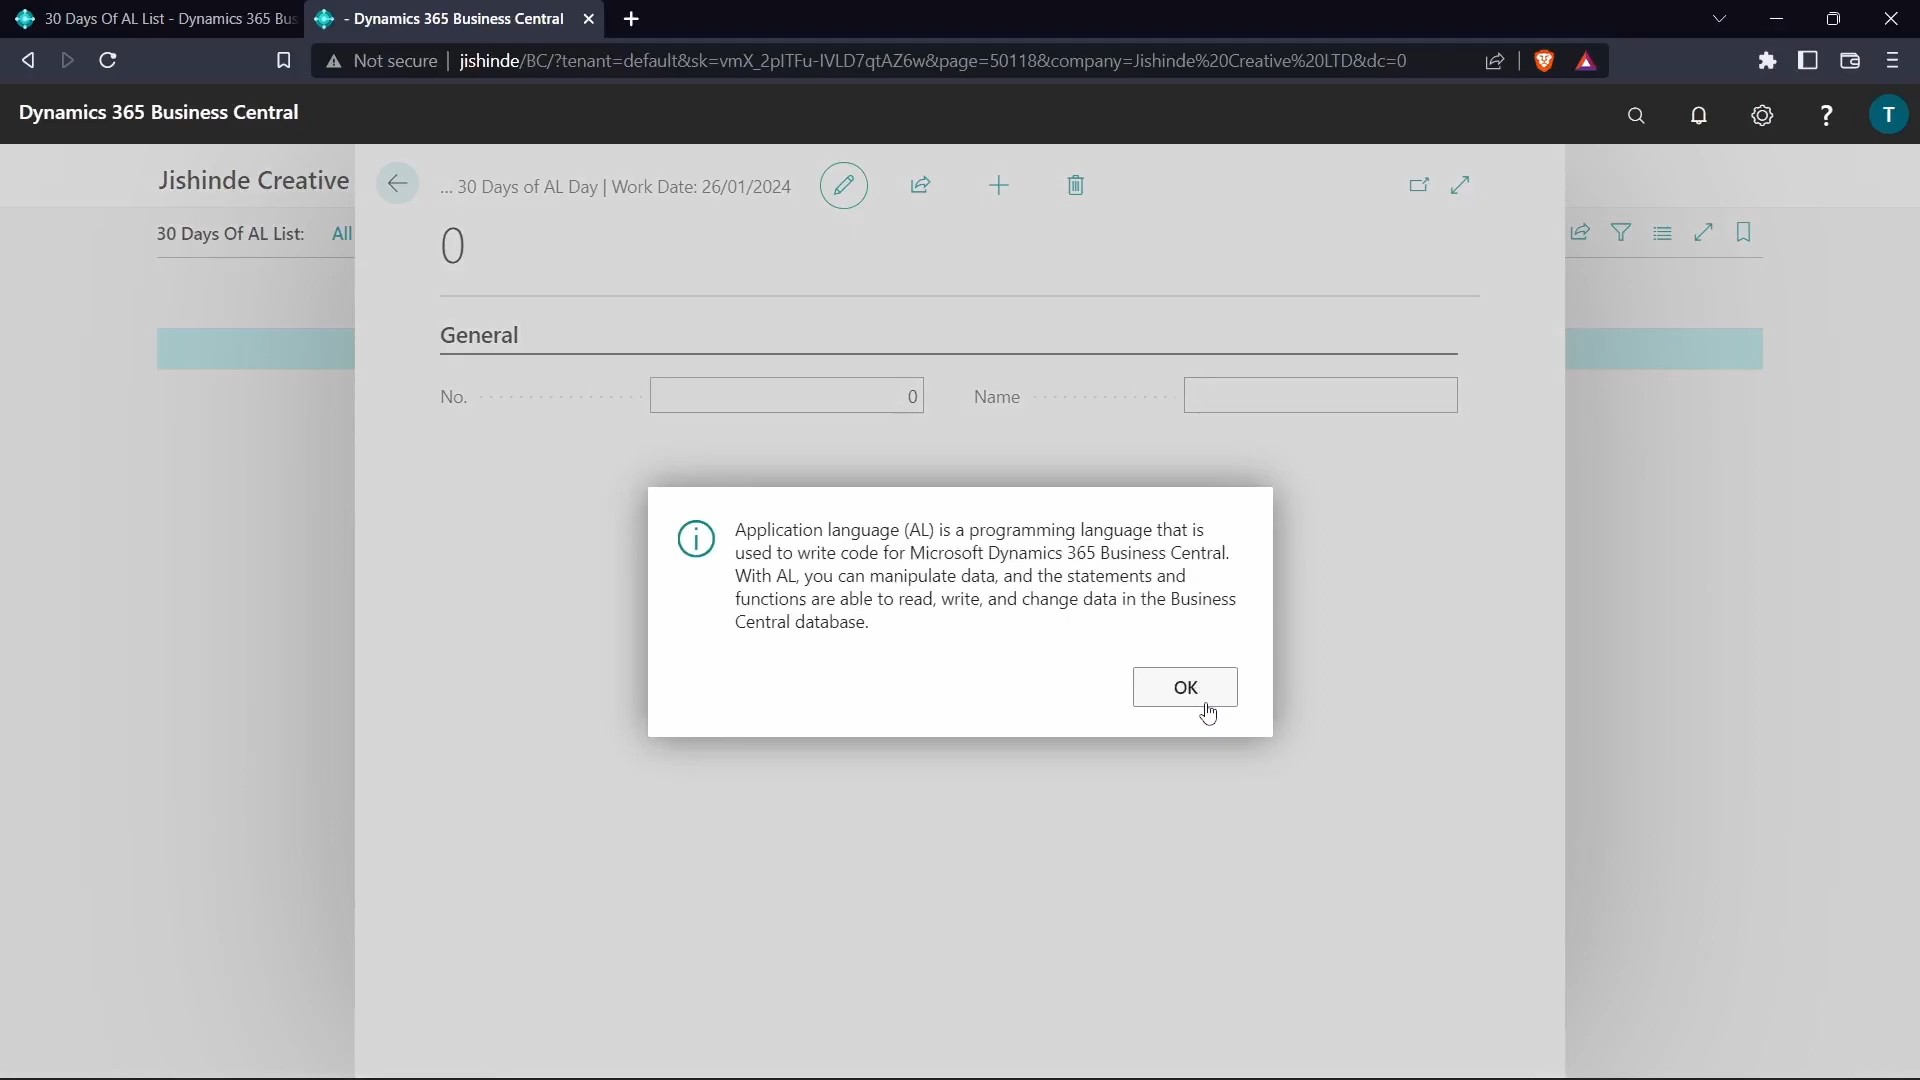 30 Days Of AL List - Dynamics 365 Bus
- Dynamics 365 Business Central
Not secure
jishinde/BC/?tenant=default&sk=vmX_2pITFu-IVLD7qtAZ6w&page=50118&company=Jishinde%20Creative%20LTD&dc=0
Dynamics 365 Business Central
?
T
Jishinde Creative
... 30 Days of AL Day | Work Date: 26/01/2024
30 Days Of AL List:
All
0
General
No.
0
Name
Application language (AL) is a programming language that is
used to write code for Microsoft Dynamics 365 Business Central.
With AL, you can manipulate data, and the statements and
functions are able to read, write, and change data in the Business
Central database.
OK